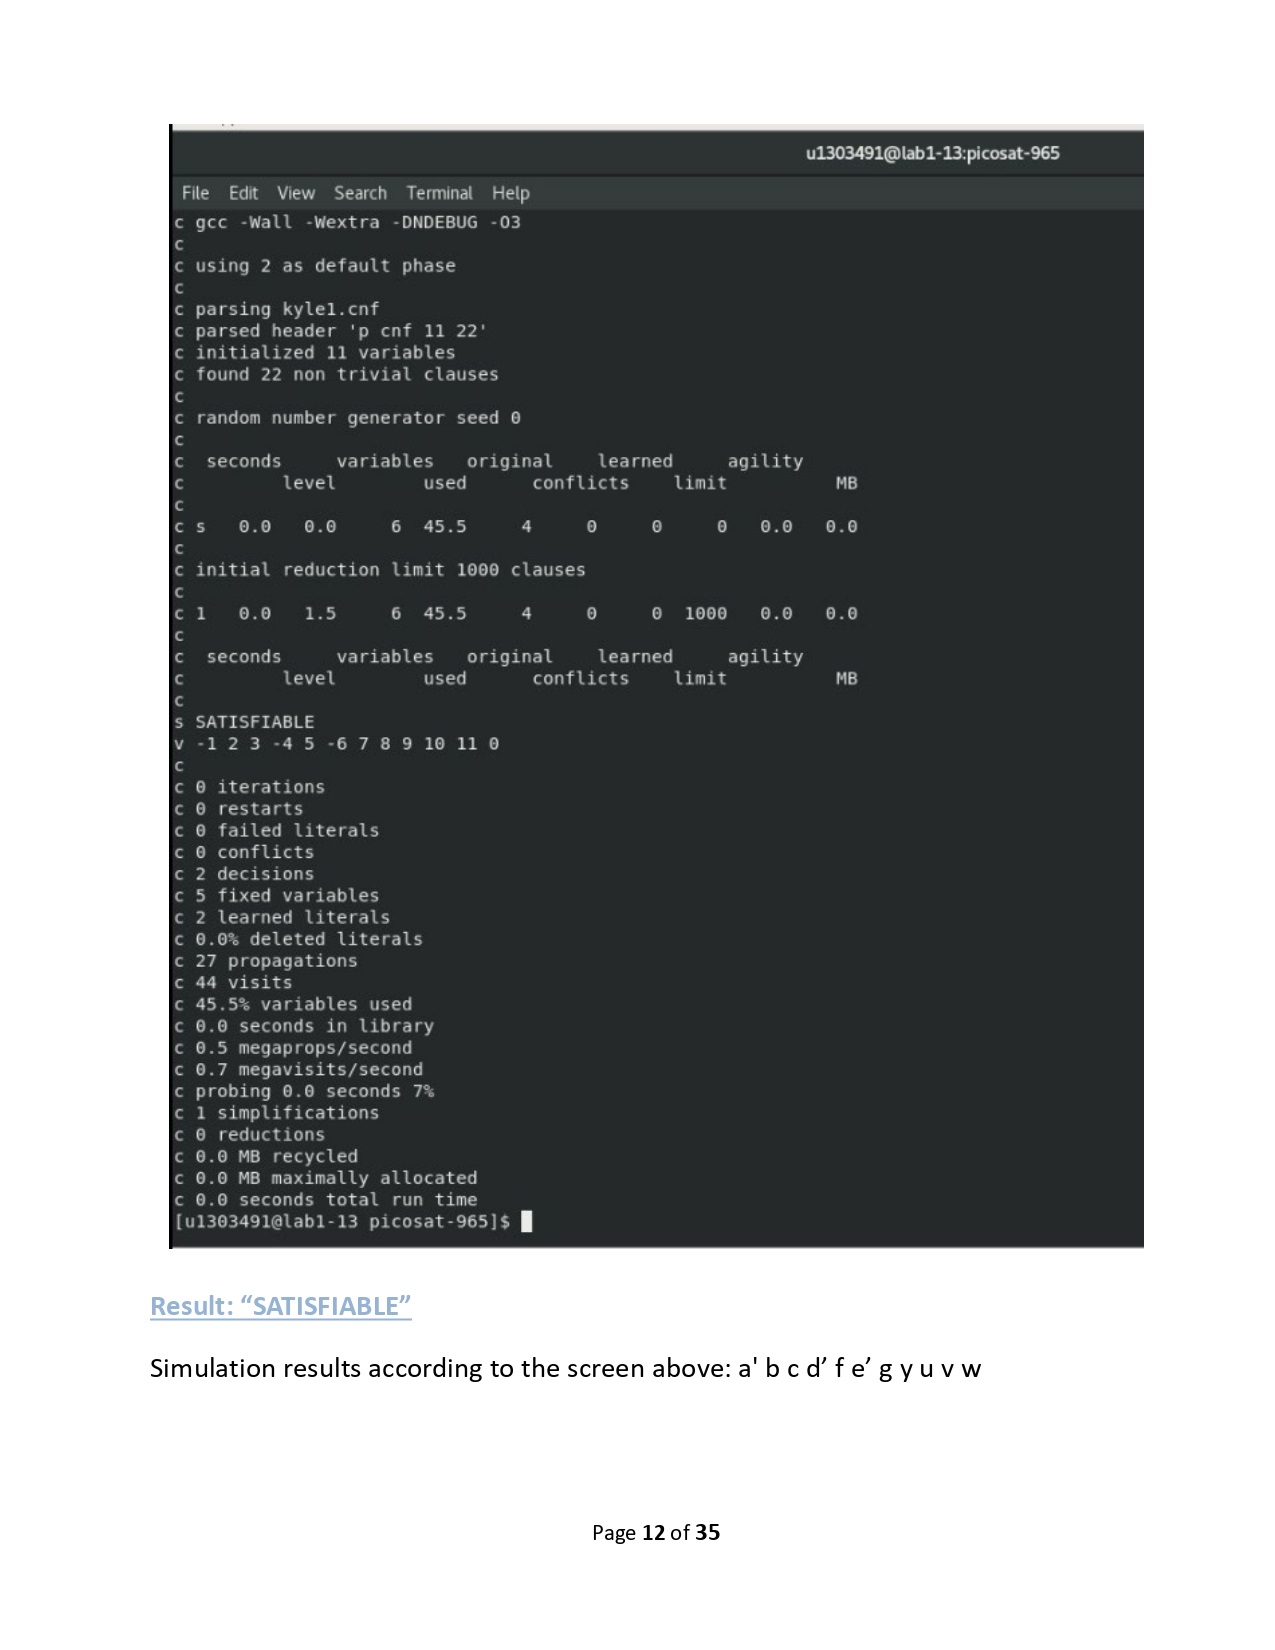 u1303491@lab1-13:picosat-965
File Edit View Search Terminal Help
c gcc -Wall -Wextra -DNDEBUG -O3
c
c using 2 as default phase
c
c parsing kyle1.cnf
c parsed header 'p cnf 11 22'
c initialized 11 variables
c found 22 non trivial clauses
c
c random number generator seed 0
c
c seconds variables original learned agility
c level used conflicts limit MB
c
c s 0.0 0.0 6 45.5 4 0 0 0 0.0 0.0
c
c initial reduction limit 1000 clauses
c
c 1 0.0 1.5 6 45.5 4 0 0 1000 0.0 0.0
c
c seconds variables original learned agility
c level used conflicts limit MB
c
s SATISFIABLE
v -1 2 3 -4 5 -6 7 8 9 10 11 0
c
c 0 iterations
c 0 restarts
c 0 failed literals
c 0 conflicts
c 2 decisions
c 5 fixed variables
c 2 learned literals
c 0.0% deleted literals
c 27 propagations
c 44 visits
c 45.5% variables used
c 0.0 seconds in library
c 0.5 megaprops/second
c 0.7 megavisits/second
c probing 0.0 seconds 7%
c 1 simplifications
c 0 reductions
c 0.0 MB recycled
c 0.0 MB maximally allocated
c 0.0 seconds total run time
[u1303491@lab1-13 picosat-965]$
Result: “SATISFIABLE”
Simulation results according to the screen above: a' b c d’ f e’ g y u v w
Page 12 of 35